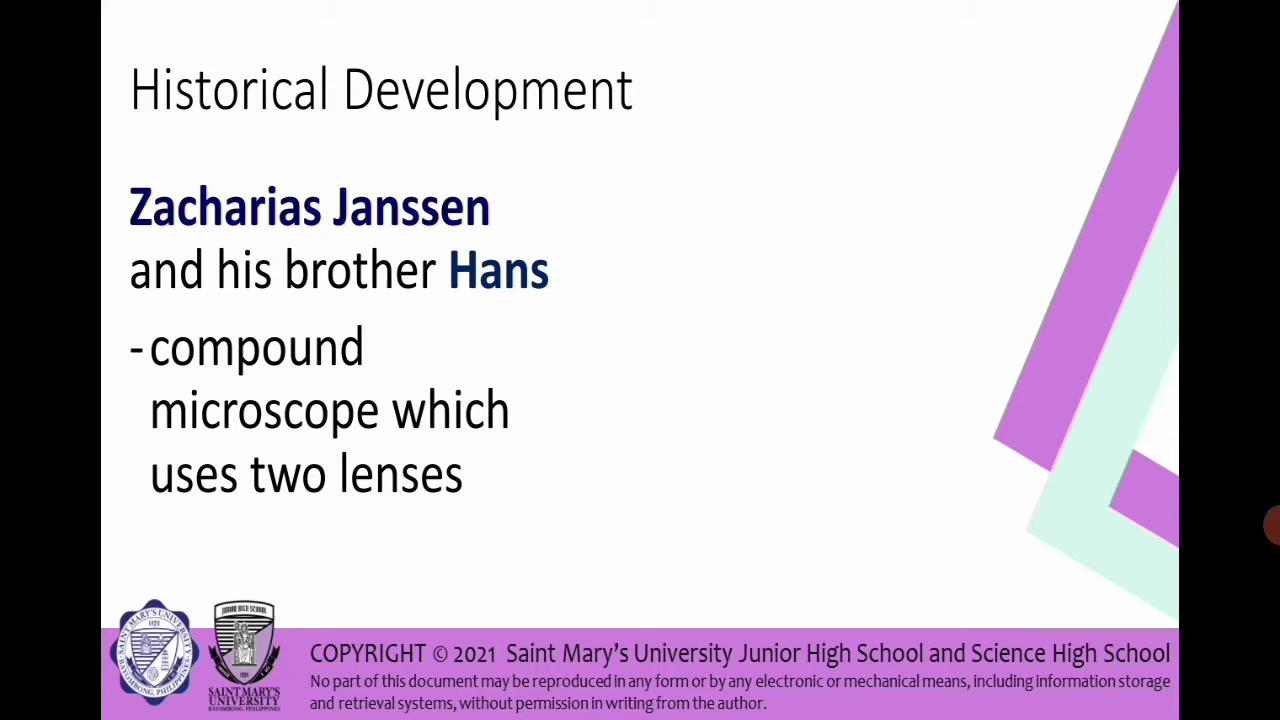 Historical Development
Zacharias Janssen
and his brother Hans
-compound
microscope which
uses two lenses
SAINT MARY'S UNIVERSITY
BAYOMBONG, PHILIPPINES
JUNIOR HIGH SCHOOL
SAINT MARY'S
UNIVERSITY
BAYOMBONG, PHILIPPINES
COPYRIGHT © 2021 Saint Mary's University Junior High School and Science High School
No part of this document may be reproduced in any form or by any electronic or mechanical means, including information storage
and retrieval systems, without permission in writing from the author.